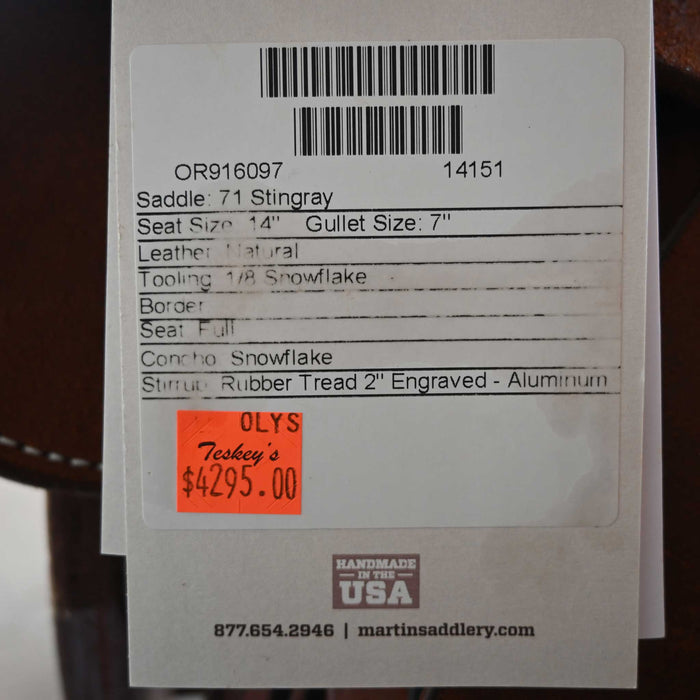 OR916097 14151
Saddle: 71 Stingray
Seat Size 14" Gullet Size: 7"
Leather Natural
Tooling 1/8 Snowflake
Border
Seat Full
Concho Snowflake
Stirrup Rubber Tread 2" Engraved - Aluminum
OLYS
Teskey's
$4295.00
HANDMADE
IN THE
USA
877.654.2946 | martinsaddlery.com